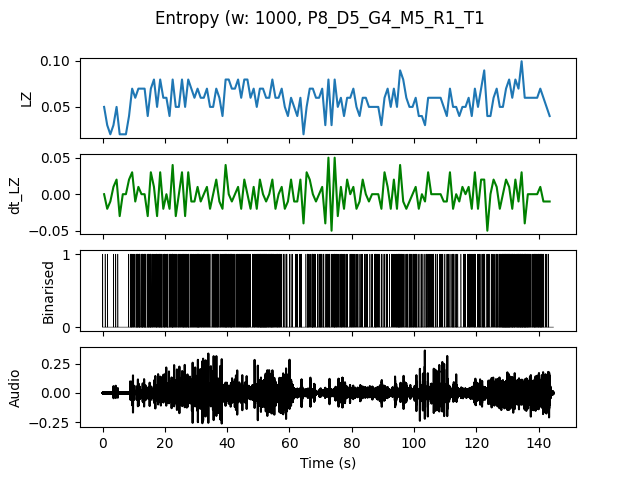 Entropy (w: 1000, P8_D5_G4_M5_R1_T1
0.10
0.05
LZ
0.05
0.00
−0.05
dt_LZ
1
0
Binarised
0.25
0.00
−0.25
Audio
0 20 40 60 80 100 120 140
Time (s)